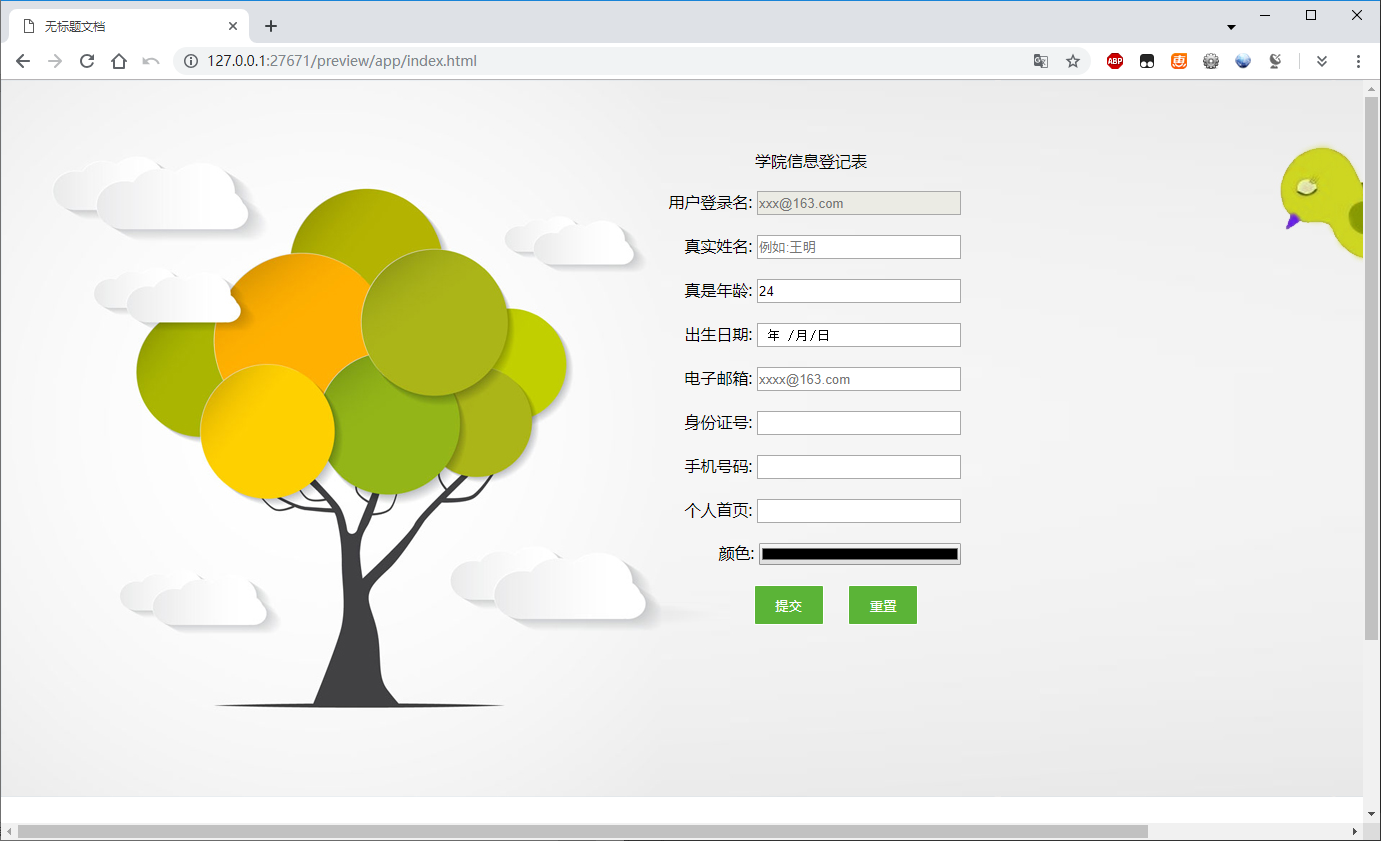 无标题文档
127.0.0.1:27671/preview/app/index.html
ABP
惠
学院信息登记表
用户登录名: xxx@163.com
真实姓名: 例如:王明
真是年龄: 24
出生日期: 年 /月/日
电子邮箱: xxxx@163.com
身份证号:
手机号码:
个人首页:
颜色:
提交 重置